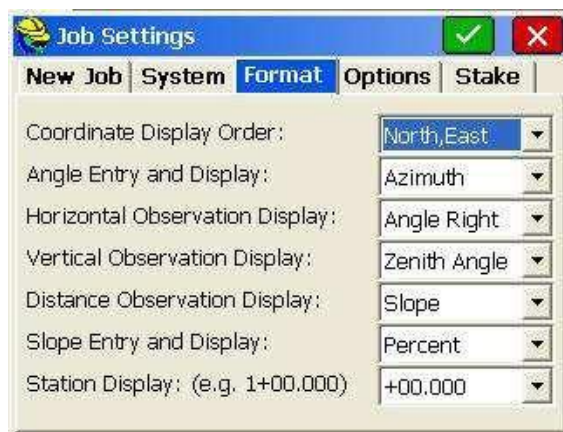 Job Settings
New Job System Format Options Stake
Coordinate Display Order: North,East
Angle Entry and Display: Azimuth
Horizontal Observation Display: Angle Right
Vertical Observation Display: Zenith Angle
Distance Observation Display: Slope
Slope Entry and Display: Percent
Station Display: (e.g. 1+00.000) +00.000